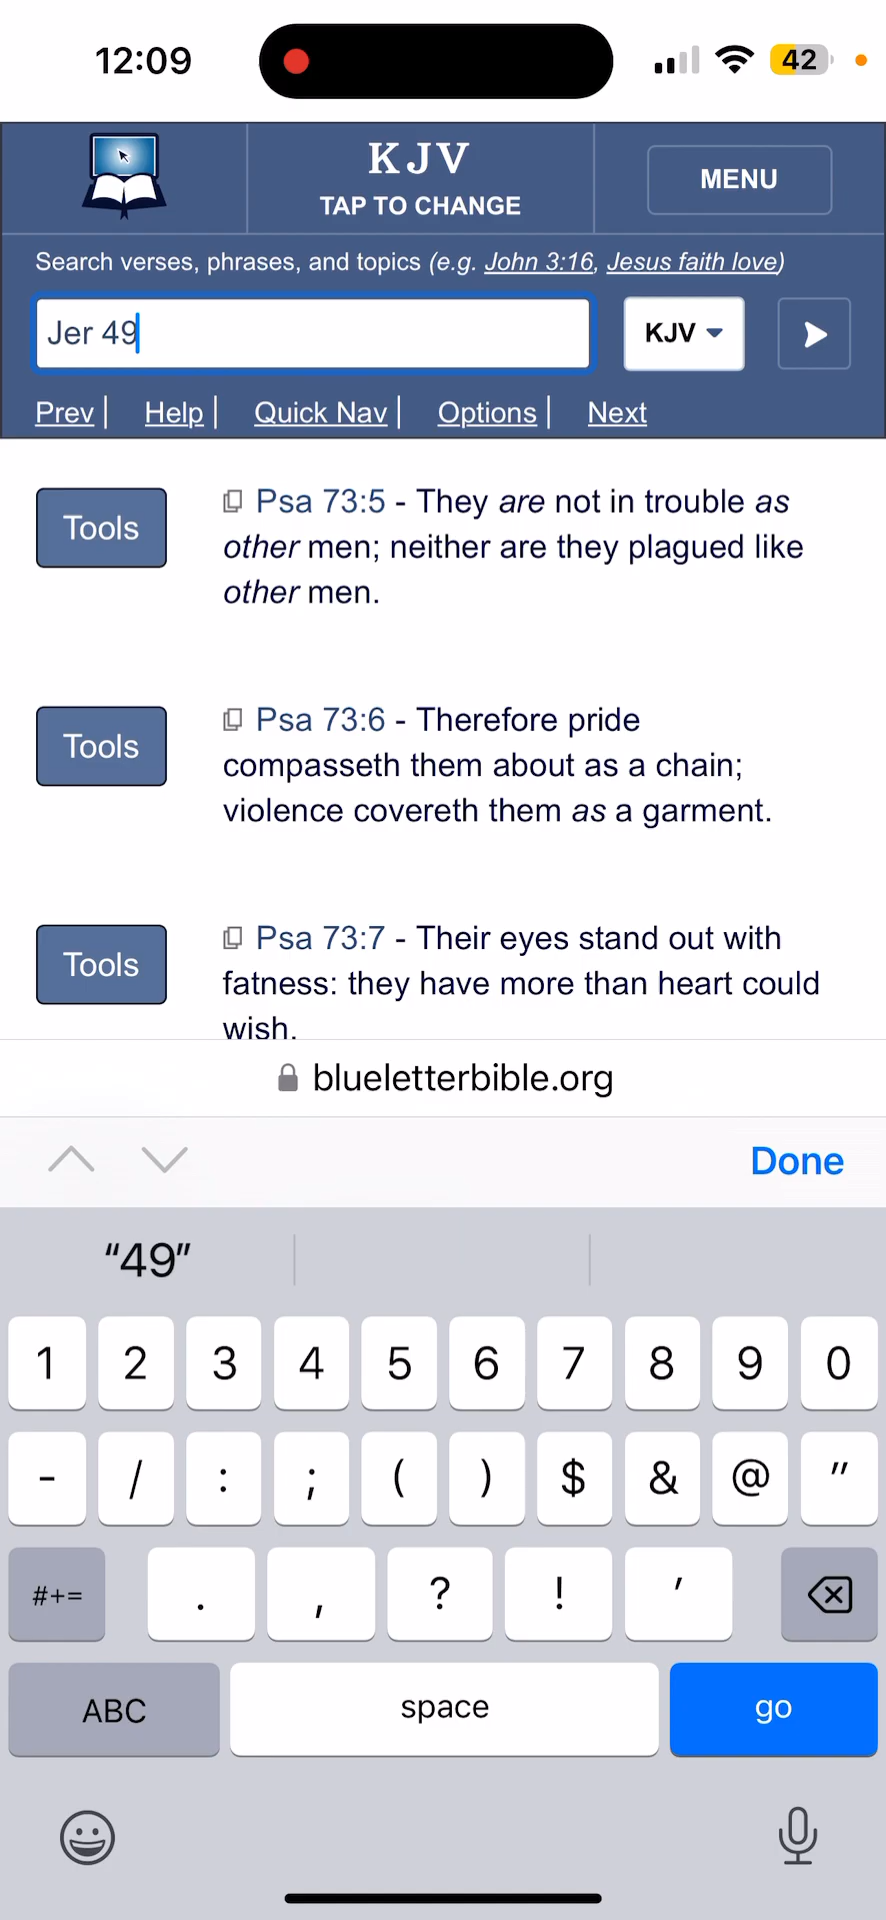 12:09
42
KJV
TAP TO CHANGE
MENU
Search verses, phrases, and topics (e.g. John 3:16, Jesus faith love)
Jer 49
KJV
Prev | Help | Quick Nav | Options | Next
Tools
Psa 73:5 - They are not in trouble as
other men; neither are they plagued like
other men.
Tools
Psa 73:6 - Therefore pride
compasseth them about as a chain;
violence covereth them as a garment.
Tools
Psa 73:7 - Their eyes stand out with
fatness: they have more than heart could
wish.
blueletterbible.org
Done
“49”
1 2 3 4 5 6 7 8 9 0
- / : ; ( ) $ & @ "
#+= . , ? ! '
ABC space go